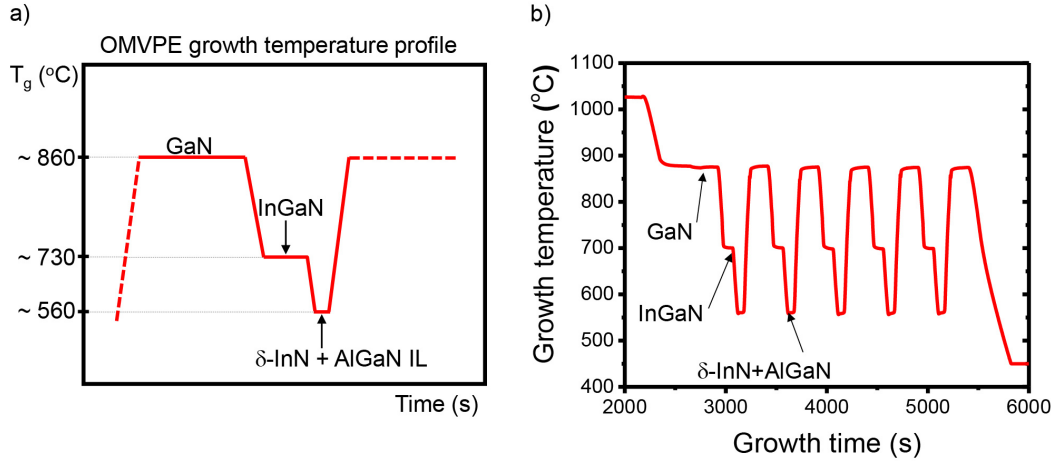 a)
OMVPE growth temperature profile
Tg (oC)
~ 860
~ 730
~ 560
GaN
InGaN
δ-InN + AlGaN IL
Time (s)
b)
Growth temperature (oC)
1100
1000
900
800
700
600
500
400
GaN
InGaN
δ-InN+AlGaN
2000 3000 4000 5000 6000
Growth time (s)